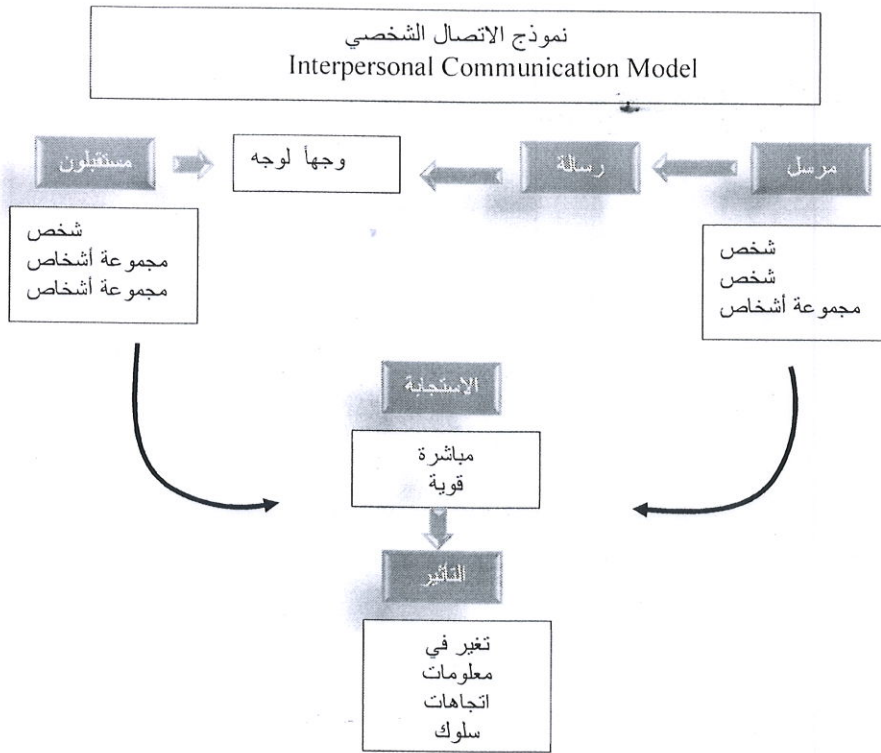 نموذج الاتصال الشخصي
Interpersonal Communication Model
مرسل
رسالة
وجهاً لوجه
مستقبلون
شخص
شخص
مجموعة أشخاص
شخص
مجموعة أشخاص
مجموعة أشخاص
الاستجابة
مباشرة
قوية
التأثير
تغير في
معلومات
اتجاهات
سلوك